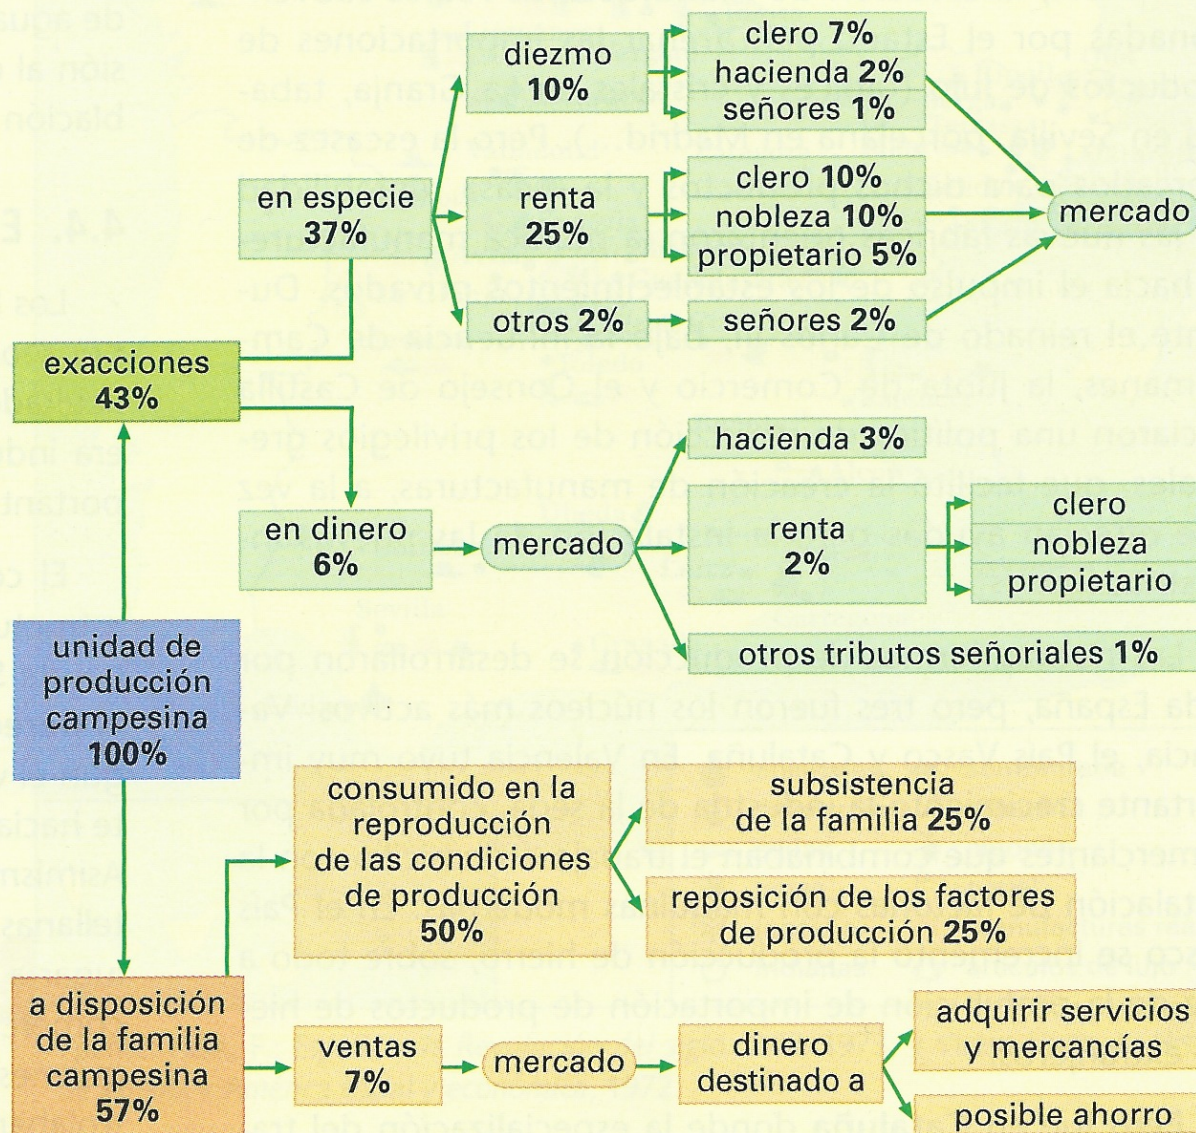 diezmo
10%
clero 7%
hacienda 2%
señores 1%
en especie
37%
renta
25%
clero 10%
nobleza 10%
propietario 5%
mercado
otros 2%
señores 2%
exacciones
43%
en dinero
6%
mercado
hacienda 3%
renta
2%
clero
nobleza
propietario
otros tributos señoriales 1%
unidad de
producción
campesina
100%
consumido en la
reproducción
de las condiciones
de producción
50%
subsistencia
de la familia 25%
reposición de los factores
de producción 25%
a disposición
de la familia
campesina
57%
ventas
7%
mercado
dinero
destinado a
adquirir servicios
y mercancías
posible ahorro